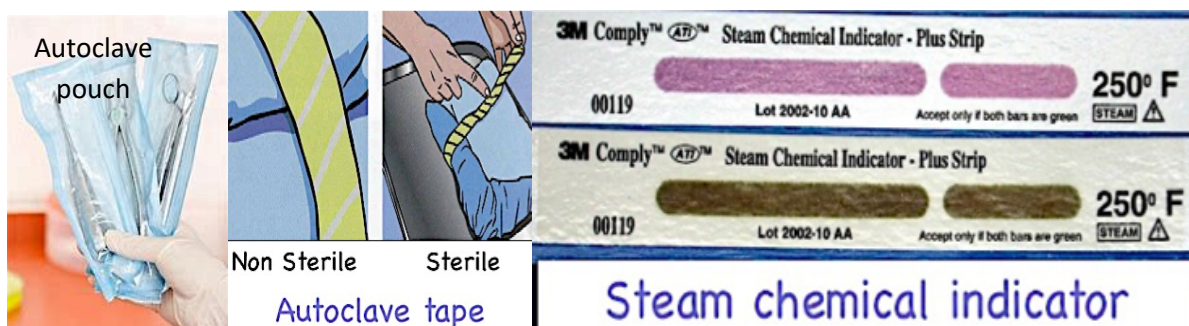 Autoclave
pouch
Non Sterile
Sterile
Autoclave tape
3M Comply™ ATI™ Steam Chemical Indicator - Plus Strip
250º F
00119
Lot 2002-10 AA
Accept only if both bars are green
STEAM
3M Comply™ ATI™ Steam Chemical Indicator - Plus Strip
250º F
00119
Lot 2002-10 AA
Accept only if both bars are green
STEAM
Steam chemical indicator